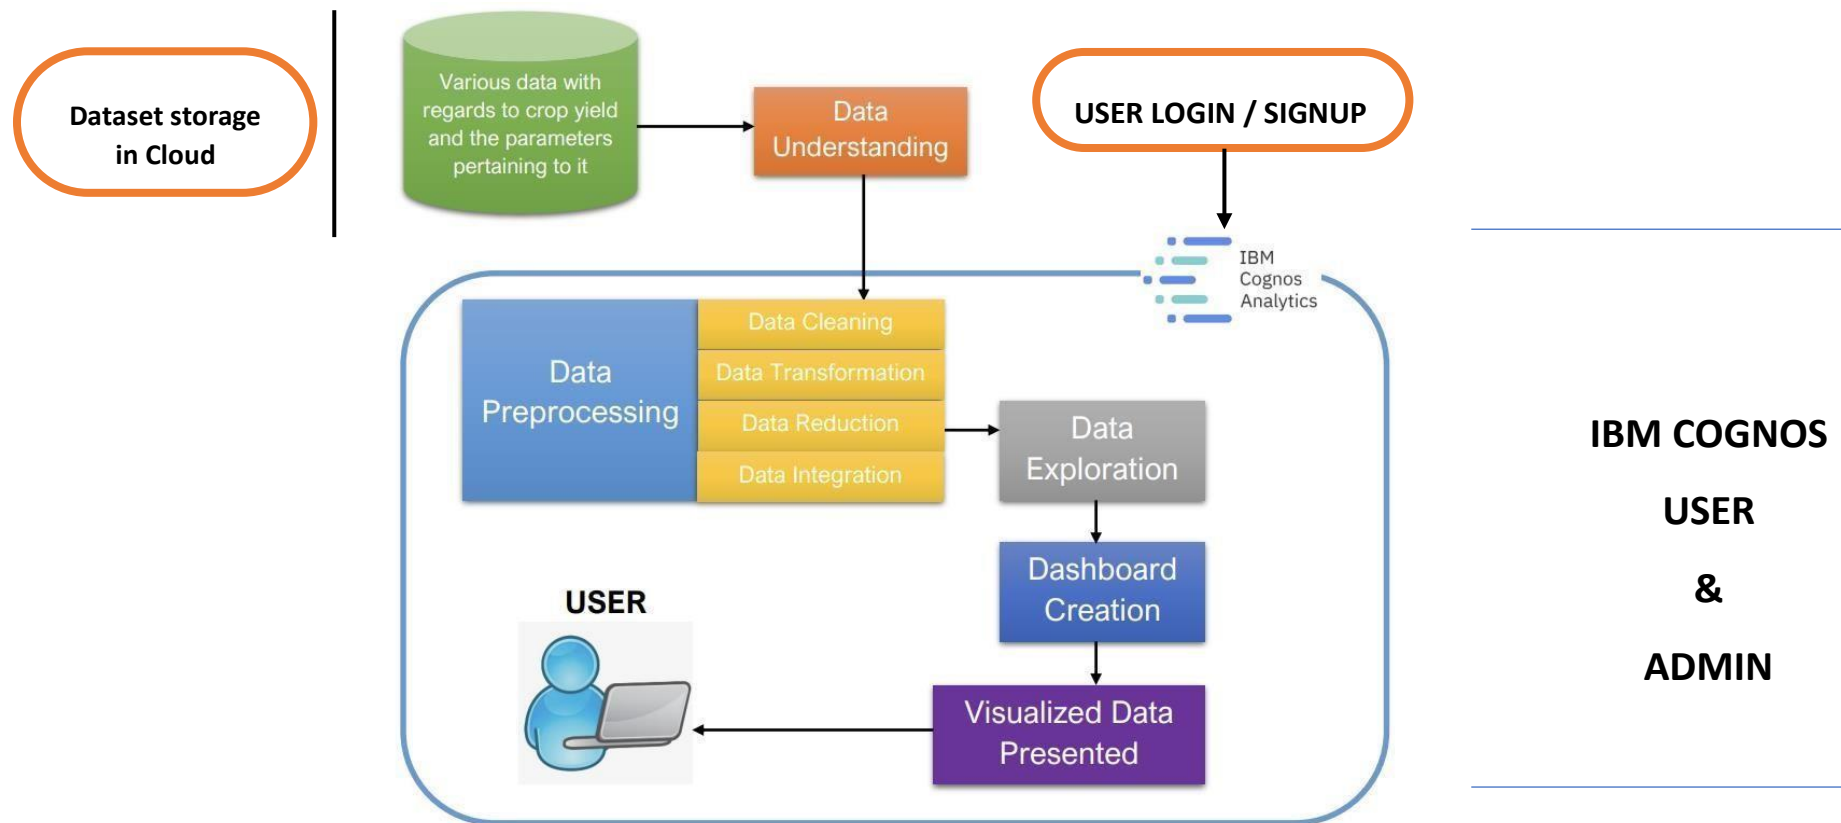 Dataset storage
in Cloud
Various data with
regards to crop yield
and the parameters
pertaining to it
Data
Understanding
USER LOGIN / SIGNUP
IBM
Cognos
Analytics
Data
Preprocessing
Data Cleaning
Data Transformation
Data Reduction
Data Integration
Data
Exploration
Dashboard
Creation
Visualized Data
Presented
USER
IBM COGNOS
USER
&
ADMIN